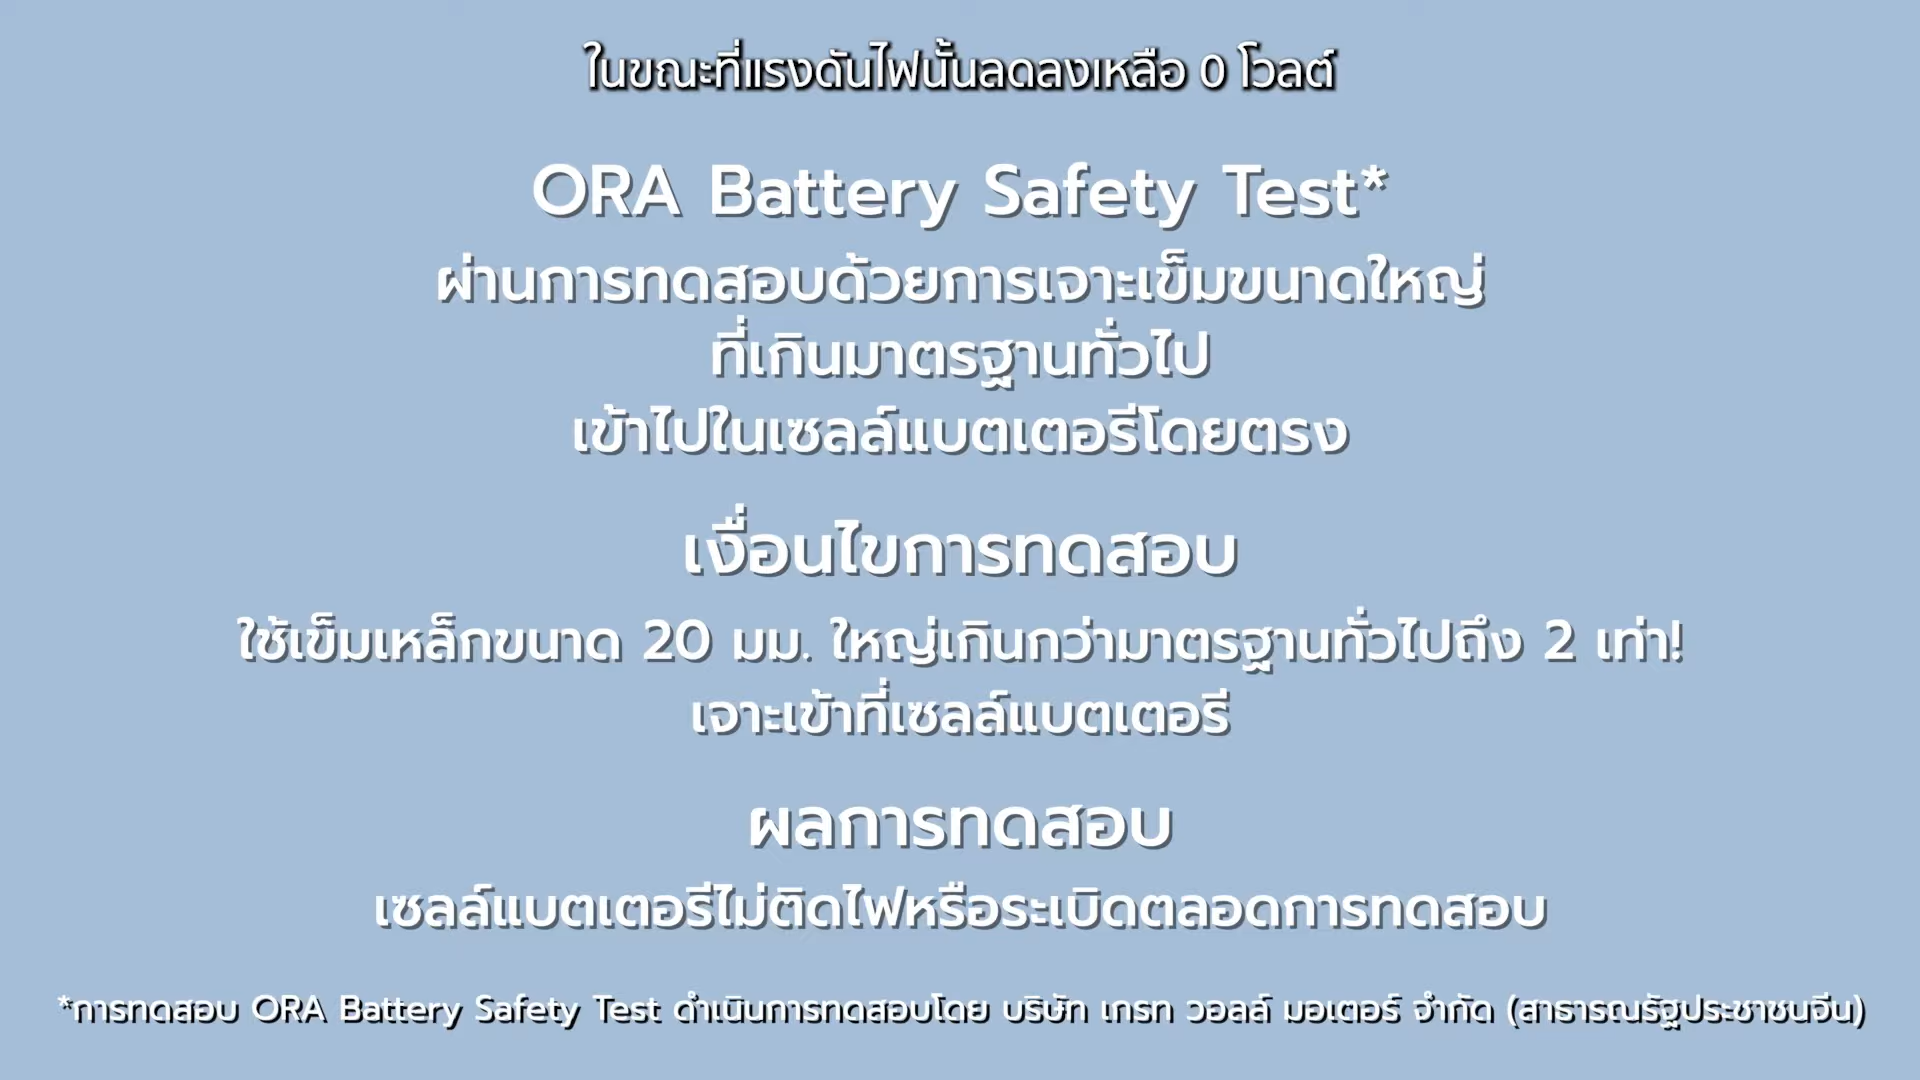 ในขณะที่แรงดันไฟนั้นลดลงเหลือ 0 โวลต์
ORA Battery Safety Test*
ผ่านการทดสอบด้วยการเจาะเข็มขนาดใหญ่
ที่เกินมาตรฐานทั่วไป
เข้าไปในเซลล์แบตเตอรีโดยตรง
เงื่อนไขการทดสอบ
ใช้เข็มเหล็กขนาด 20 มม. ใหญ่เกินกว่ามาตรฐานทั่วไปถึง 2 เท่า!
เจาะเข้าที่เซลล์แบตเตอรี
ผลการทดสอบ
เซลล์แบตเตอรีไม่ติดไฟหรือระเบิดตลอดการทดสอบ
*การทดสอบ ORA Battery Safety Test ดำเนินการทดสอบโดย บริษัท เกรท วอลล์ มอเตอร์ จำกัด (สาธารณรัฐประชาชนจีน)